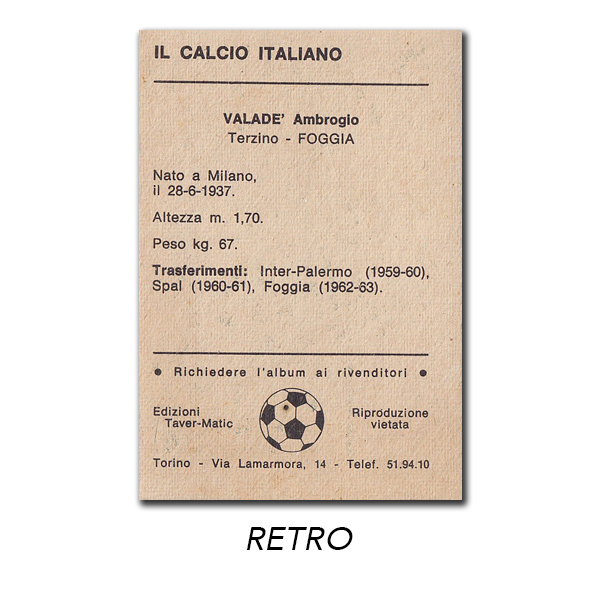 IL CALCIO ITALIANO
VALADE' Ambrogio
Terzino - FOGGIA
Nato a Milano,
il 28-6-1937.
Altezza m. 1,70.
Peso kg. 67.
Trasferimenti: Inter-Palermo (1959-60),
Spal (1960-61), Foggia (1962-63).
● Richiedere l'album ai rivenditori ●
Edizioni
Taver-Matic
Riproduzione
vietata
Torino - Via Lamarmora, 14 - Telef. 51.94.10
RETRO